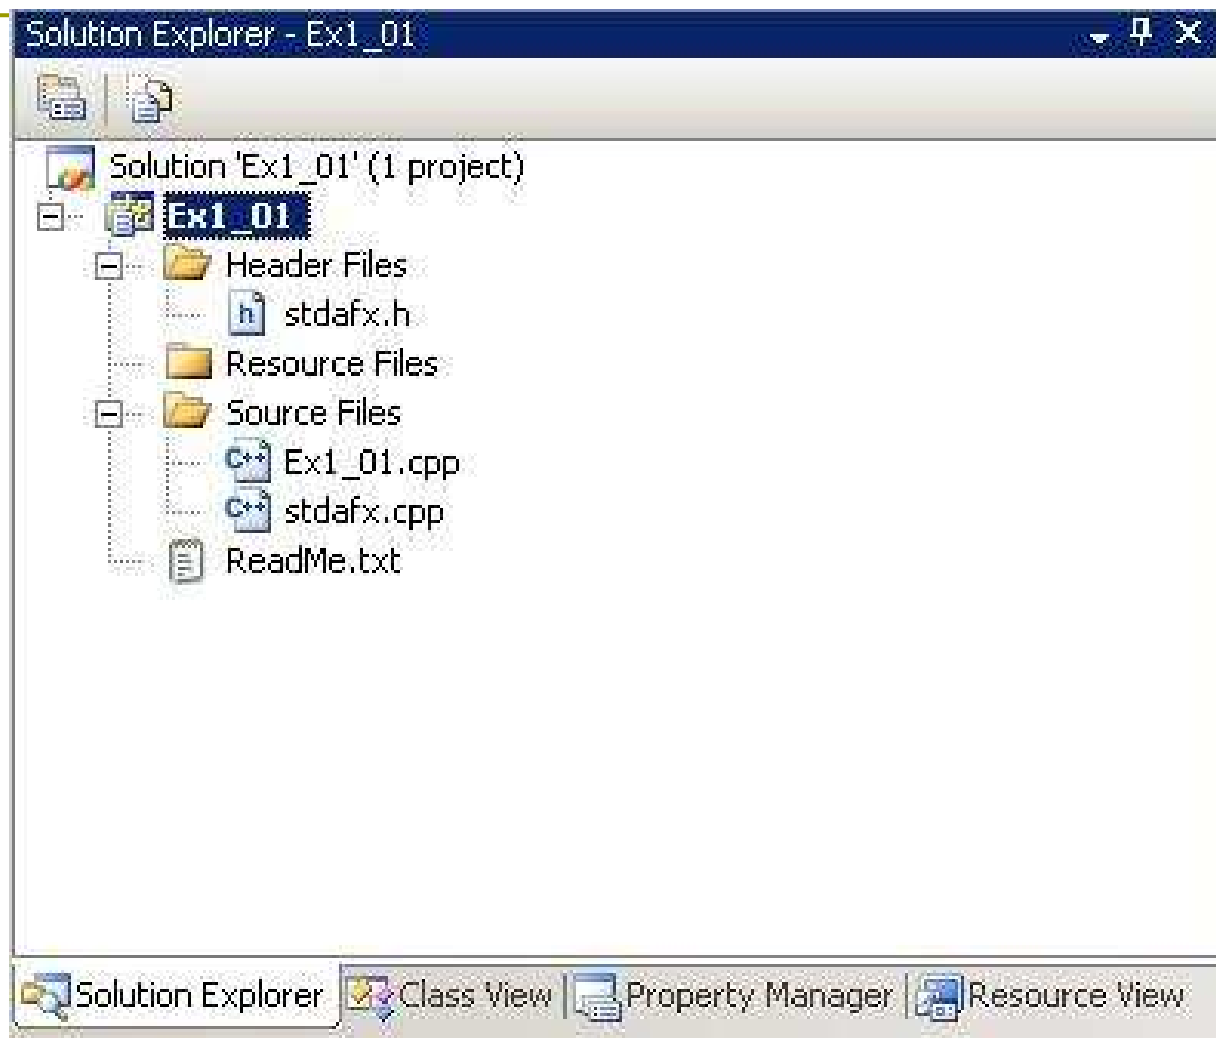 Solution Explorer - Ex1_01
Solution 'Ex1_01' (1 project)
Ex1_01
Header Files
h stdafx.h
Resource Files
Source Files
C++ Ex1_01.cpp
C++ stdafx.cpp
ReadMe.txt
Solution Explorer Class View Property Manager Resource View